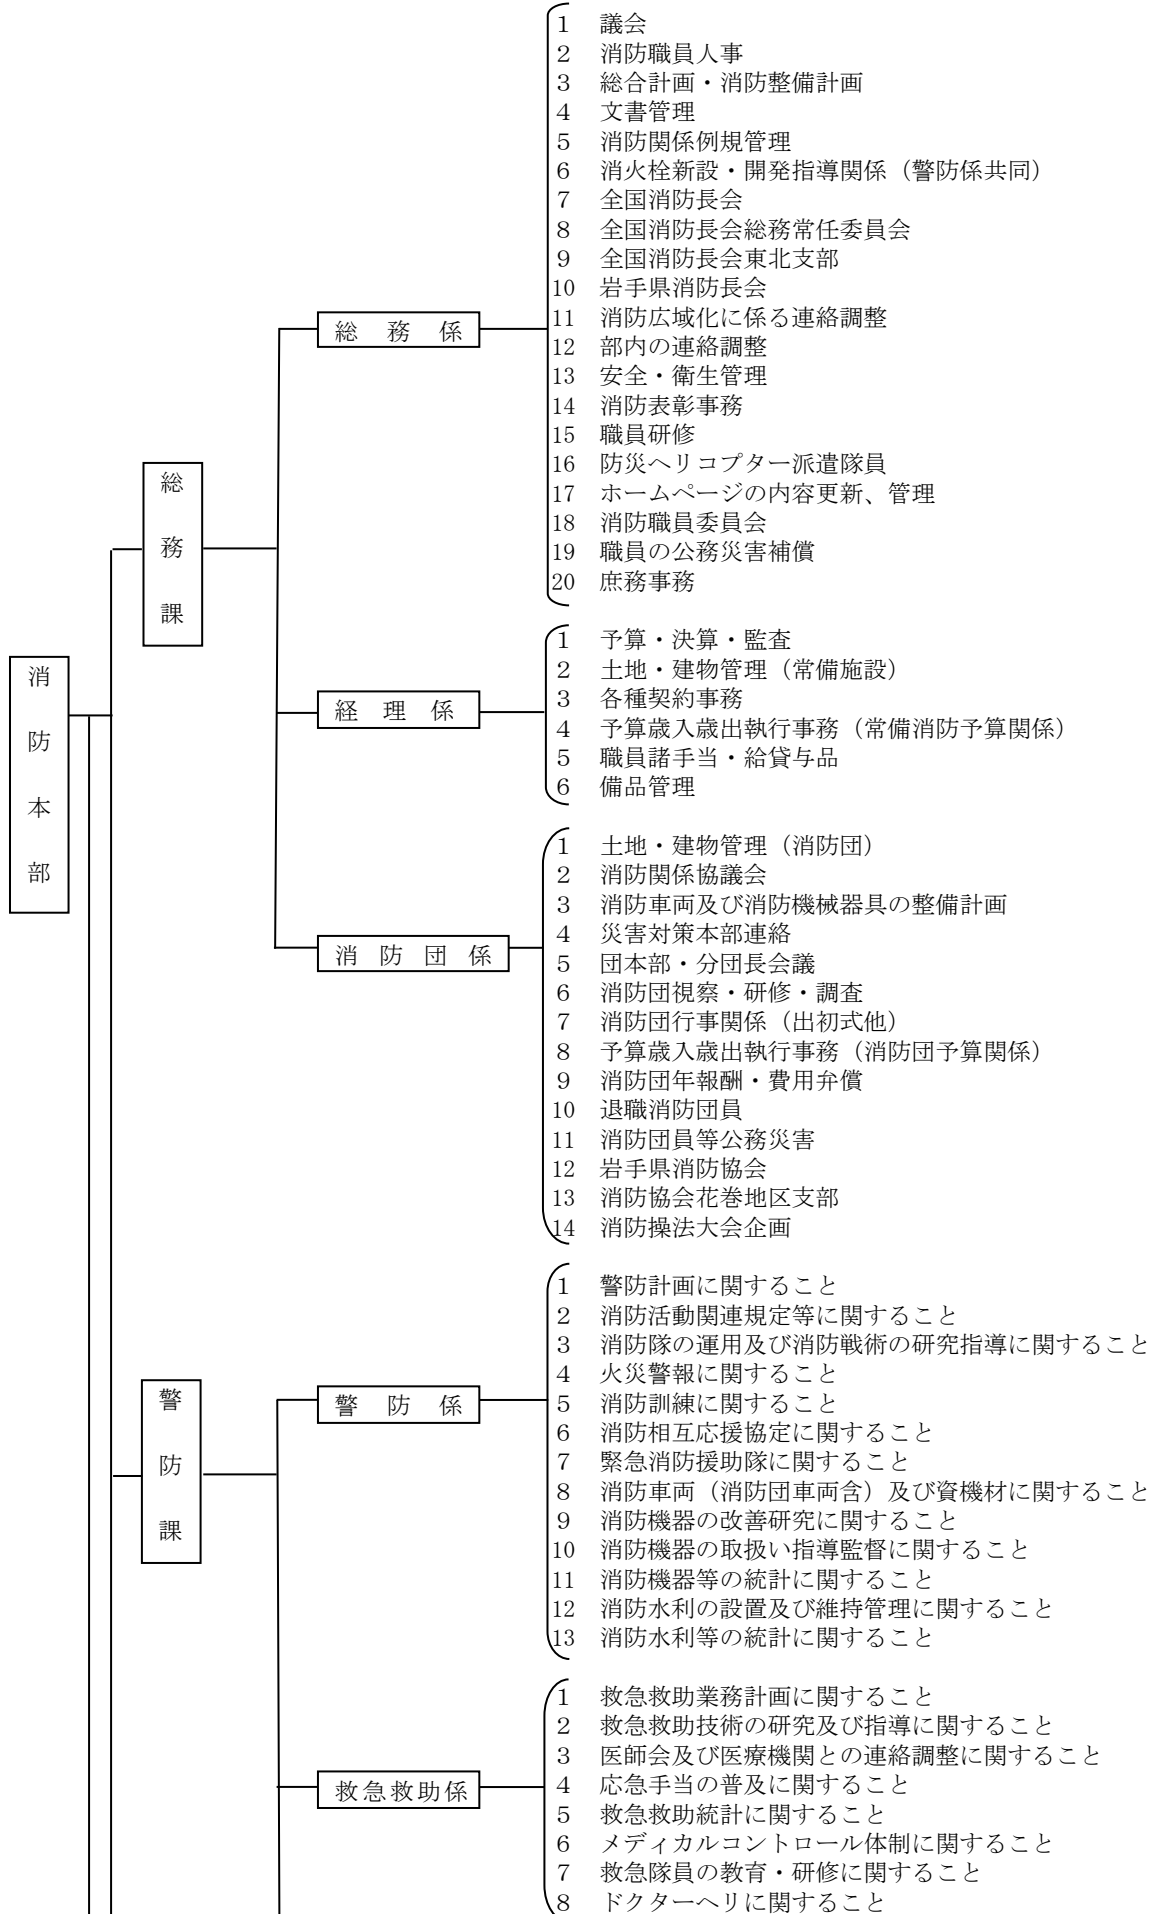 消防本部
総務課
総務係
1 議会
2 消防職員人事
3 総合計画・消防整備計画
4 文書管理
5 消防関係例規管理
6 消火栓新設・開発指導関係（警防係共同）
7 全国消防長会
8 全国消防長会総務常任委員会
9 全国消防長会東北支部
10 岩手県消防長会
11 消防広域化に係る連絡調整
12 部内の連絡調整
13 安全・衛生管理
14 消防表彰事務
15 職員研修
16 防災ヘリコプター派遣隊員
17 ホームページの内容更新、管理
18 消防職員委員会
19 職員の公務災害補償
20 庶務事務
経理係
1 予算・決算・監査
2 土地・建物管理（常備施設）
3 各種契約事務
4 予算歳入歳出執行事務（常備消防予算関係）
5 職員諸手当・給貸与品
6 備品管理
消防団係
1 土地・建物管理（消防団）
2 消防関係協議会
3 消防車両及び消防機械器具の整備計画
4 災害対策本部連絡
5 団本部・分団長会議
6 消防団視察・研修・調査
7 消防団行事関係（出初式他）
8 予算歳入歳出執行事務（消防団予算関係）
9 消防団年報酬・費用弁償
10 退職消防団員
11 消防団員等公務災害
12 岩手県消防協会
13 消防協会花巻地区支部
14 消防操法大会企画
警防課
警防係
1 警防計画に関すること
2 消防活動関連規定等に関すること
3 消防隊の運用及び消防戦術の研究指導に関すること
4 火災警報に関すること
5 消防訓練に関すること
6 消防相互応援協定に関すること
7 緊急消防援助隊に関すること
8 消防車両（消防団車両含）及び資機材に関すること
9 消防機器の改善研究に関すること
10 消防機器の取扱い指導監督に関すること
11 消防機器等の統計に関すること
12 消防水利の設置及び維持管理に関すること
13 消防水利等の統計に関すること
救急救助係
1 救急救助業務計画に関すること
2 救急救助技術の研究及び指導に関すること
3 医師会及び医療機関との連絡調整に関すること
4 応急手当の普及に関すること
5 救急救助統計に関すること
6 メディカルコントロール体制に関すること
7 救急隊員の教育・研修に関すること
8 ドクターヘリに関すること